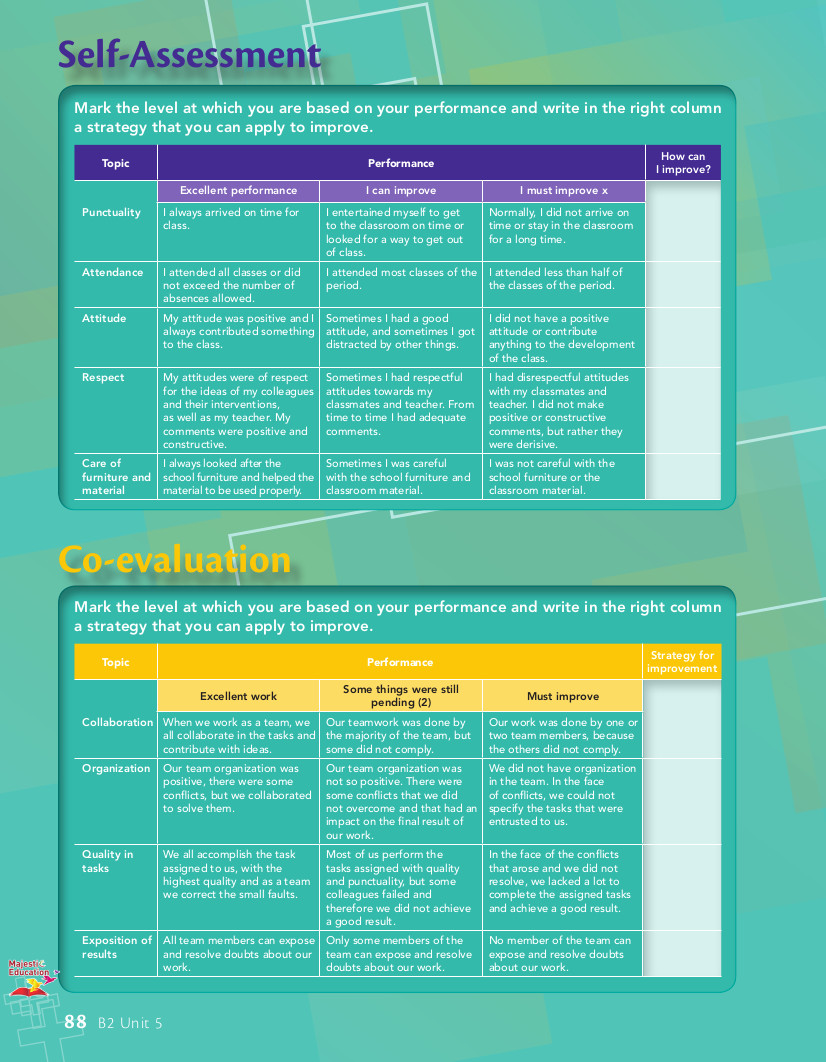 Self-Assessment
Mark the level at which you are based on your performance and write in the right column
a strategy that you can apply to improve.
Topic
Performance
How can
I improve?
Excellent performance
I can improve
I must improve x
Punctuality
I always arrived on time for
class.
I entertained myself to get
to the classroom on time or
looked for a way to get out
of class.
Normally, I did not arrive on
time or stay in the classroom
for a long time.
Attendance
I attended all classes or did
not exceed the number of
absences allowed.
I attended most classes of the
period.
I attended less than half of
the classes of the period.
Attitude
My attitude was positive and I
always contributed something
to the class.
Sometimes I had a good
attitude, and sometimes I got
distracted by other things.
I did not have a positive
attitude or contribute
anything to the development
of the class.
Respect
My attitudes were of respect
for the ideas of my colleagues
and their interventions,
as well as my teacher. My
comments were positive and
constructive.
Sometimes I had respectful
attitudes towards my
classmates and teacher. From
time to time I had adequate
comments.
I had disrespectful attitudes
with my classmates and
teacher. I did not make
positive or constructive
comments, but rather they
were derisive.
Care of
furniture and
material
I always looked after the
school furniture and helped the
material to be used properly.
Sometimes I was careful
with the school furniture and
classroom material.
I was not careful with the
school furniture or the
classroom material.
Co-evaluation
Mark the level at which you are based on your performance and write in the right column
a strategy that you can apply to improve.
Topic
Performance
Strategy for
improvement
Excellent work
Some things were still
pending (2)
Must improve
Collaboration
When we work as a team, we
all collaborate in the tasks and
contribute with ideas.
Our teamwork was done by
the majority of the team, but
some did not comply.
Our work was done by one or
two team members, because
the others did not comply.
Organization
Our team organization was
positive, there were some
conflicts, but we collaborated
to solve them.
Our team organization was
not so positive. There were
some conflicts that we did
not overcome and that had an
impact on the final result of
our work.
We did not have organization
in the team. In the face
of conflicts, we could not
specify the tasks that were
entrusted to us.
Quality in
tasks
We all accomplish the task
assigned to us, with the
highest quality and as a team
we correct the small faults.
Most of us perform the
tasks assigned with quality
and punctuality, but some
colleagues failed and
therefore we did not achieve
a good result.
In the face of the conflicts
that arose and we did not
resolve, we lacked a lot to
complete the assigned tasks
and achieve a good result.
Exposition of
results
All team members can expose
and resolve doubts about our
work.
Only some members of the
team can expose and resolve
doubts about our work.
No member of the team can
expose and resolve doubts
about our work.
Majestic
Education
88 B2 Unit 5